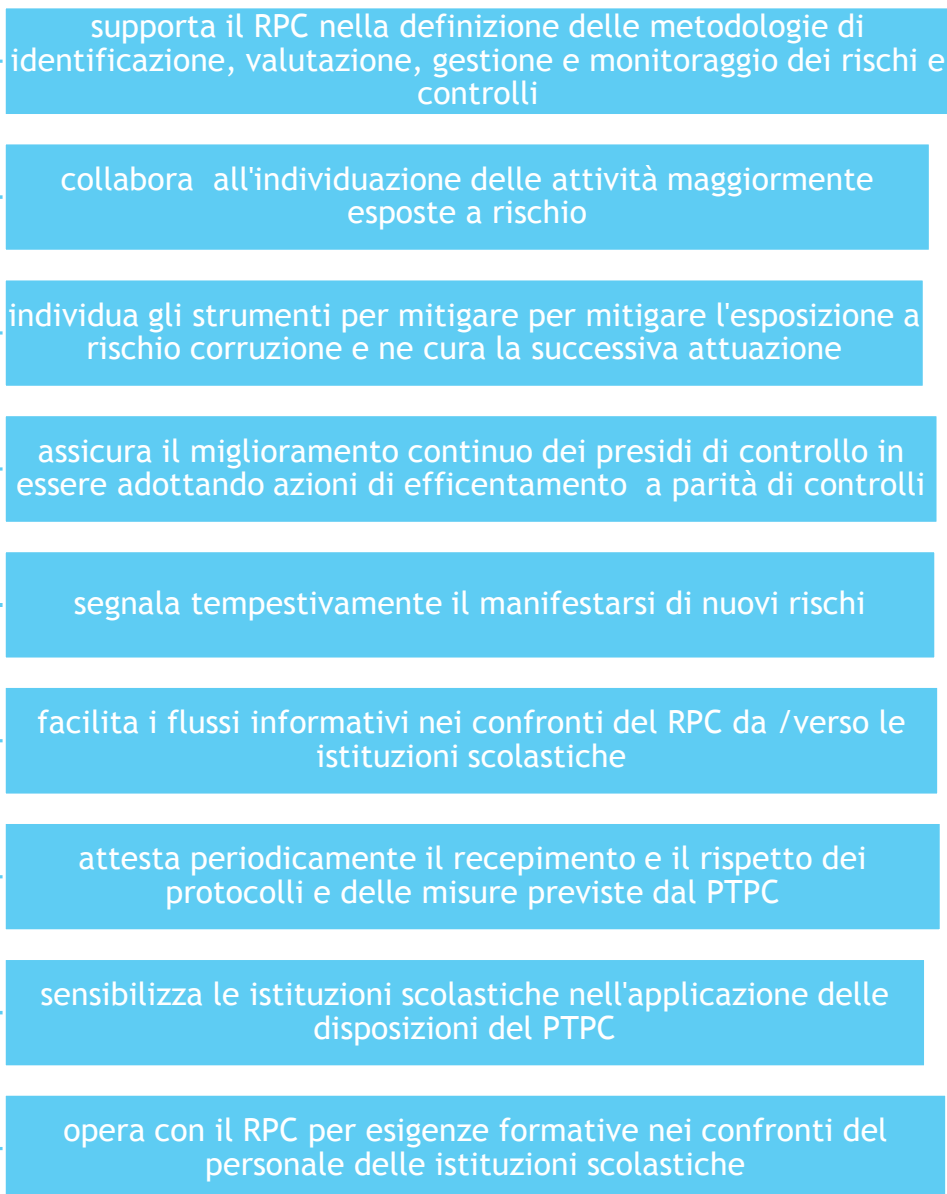 supporta il RPC nella definizione delle metodologie di
identificazione, valutazione, gestione e monitoraggio dei rischi e
controlli
collabora  all'individuazione delle attività maggiormente
esposte a rischio
individua gli strumenti per mitigare per mitigare l'esposizione a
rischio corruzione e ne cura la successiva attuazione
assicura il miglioramento continuo dei presidi di controllo in
essere adottando azioni di efficentamento  a parità di controlli
segnala tempestivamente il manifestarsi di nuovi rischi
facilita i flussi informativi nei confronti del RPC da /verso le
istituzioni scolastiche
attesta periodicamente il recepimento e il rispetto dei
protocolli e delle misure previste dal PTPC
sensibilizza le istituzioni scolastiche nell'applicazione delle
disposizioni del PTPC
opera con il RPC per esigenze formative nei confronti del
personale delle istituzioni scolastiche